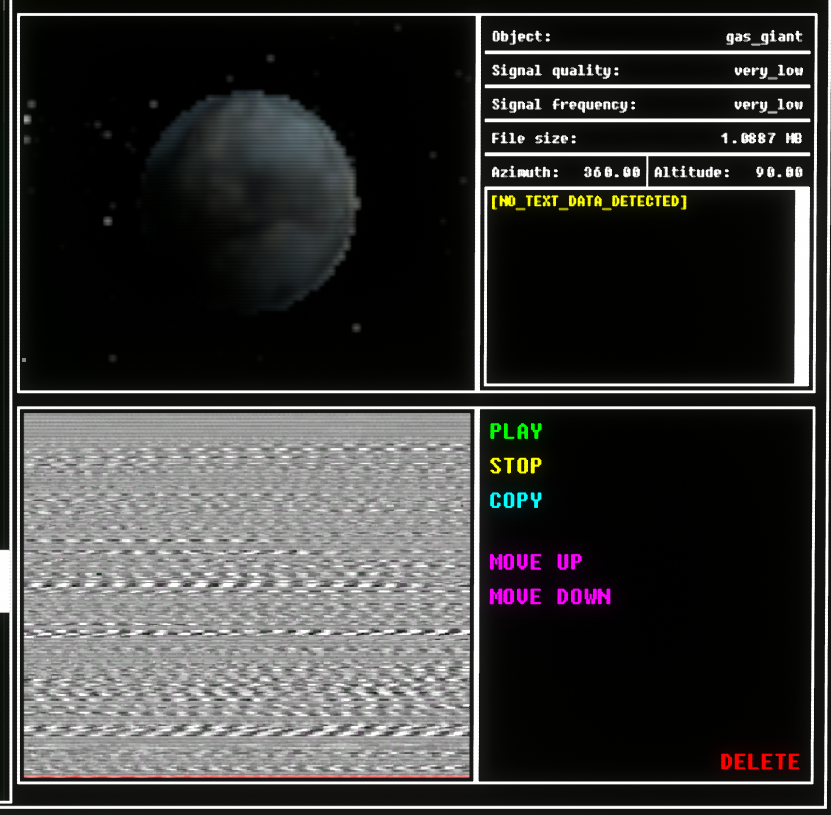 Object: gas_giant
Signal quality: very_low
Signal frequency: very_low
File size: 1.0887 MB
Azimuth: 360.00 Altitude: 90.00
[NO_TEXT_DATA_DETECTED]
PLAY
STOP
COPY
MOVE UP
MOVE DOWN
DELETE